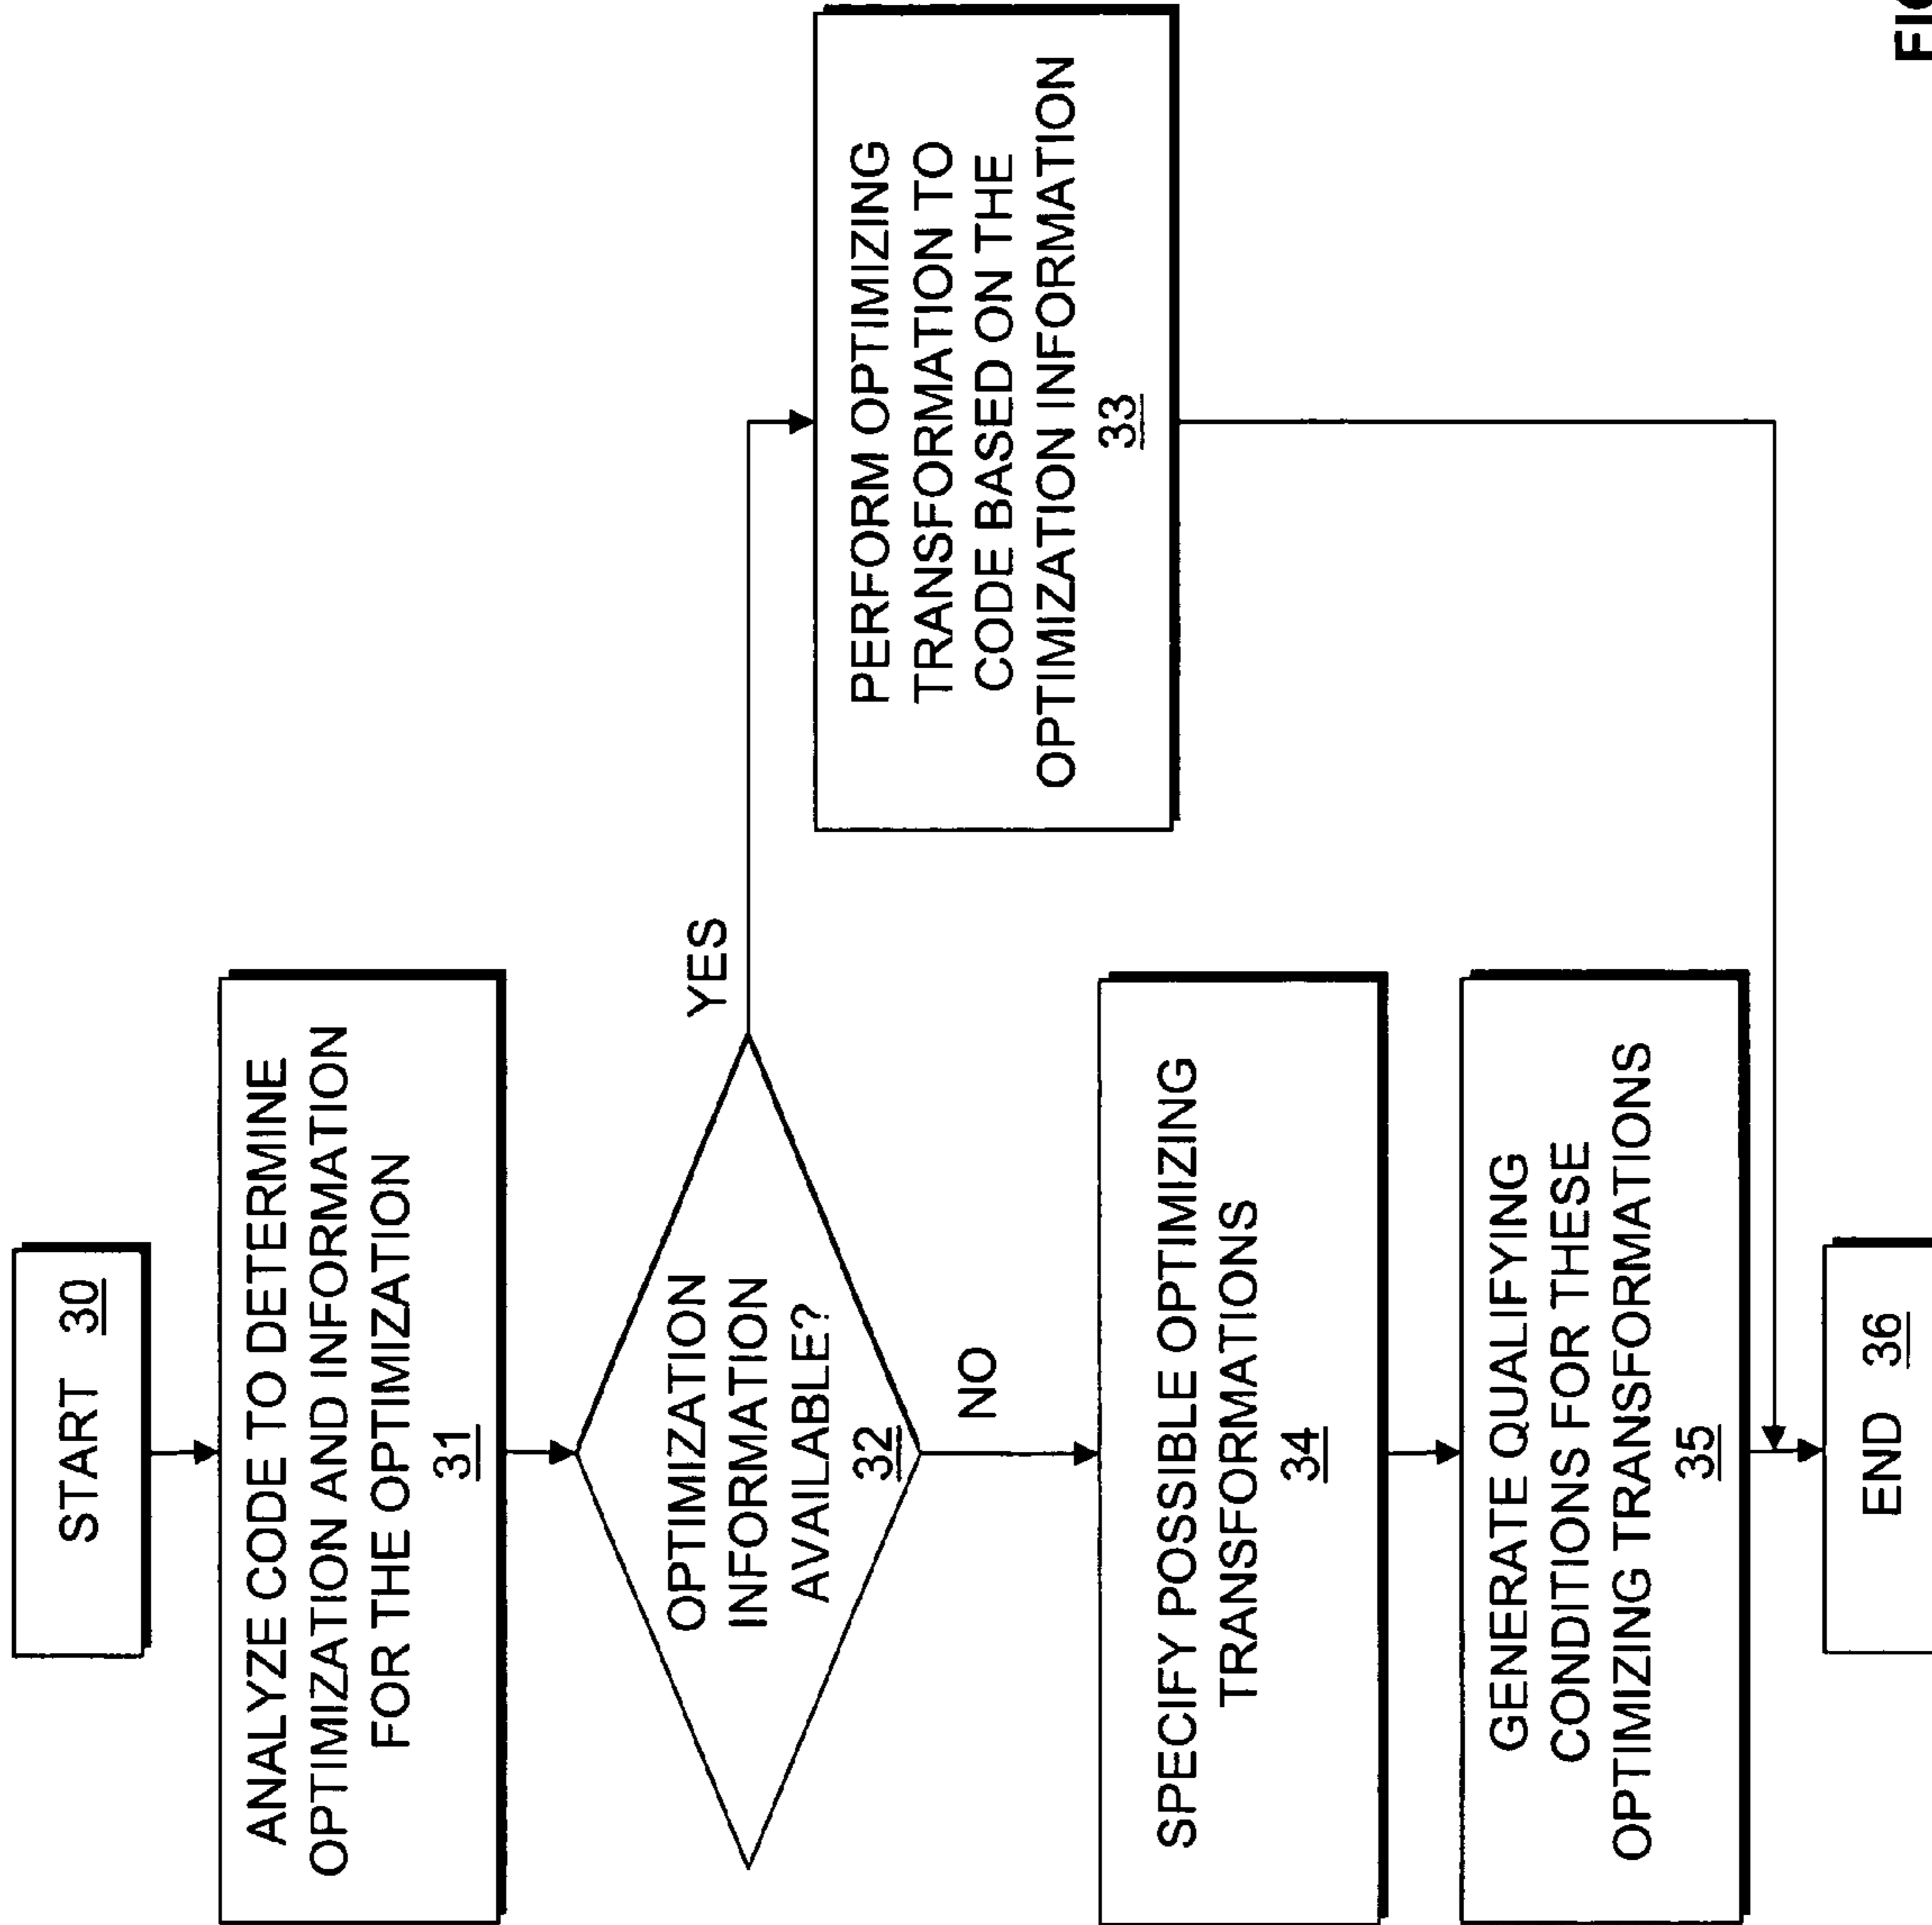 START 30
ANALYZE CODE TO DETERMINE
OPTIMIZATION AND INFORMATION
FOR THE OPTIMIZATION
31
OPTIMIZATION
INFORMATION
AVAILABLE?
32
YES
NO
PERFORM OPTIMIZING
TRANSFORMATION TO
CODE BASED ON THE
OPTIMIZATION INFORMATION
33
SPECIFY POSSIBLE OPTIMIZING
TRANSFORMATIONS
34
GENERATE QUALIFYING
CONDITIONS FOR THESE
OPTIMIZING TRANSFORMATIONS
35
END 36